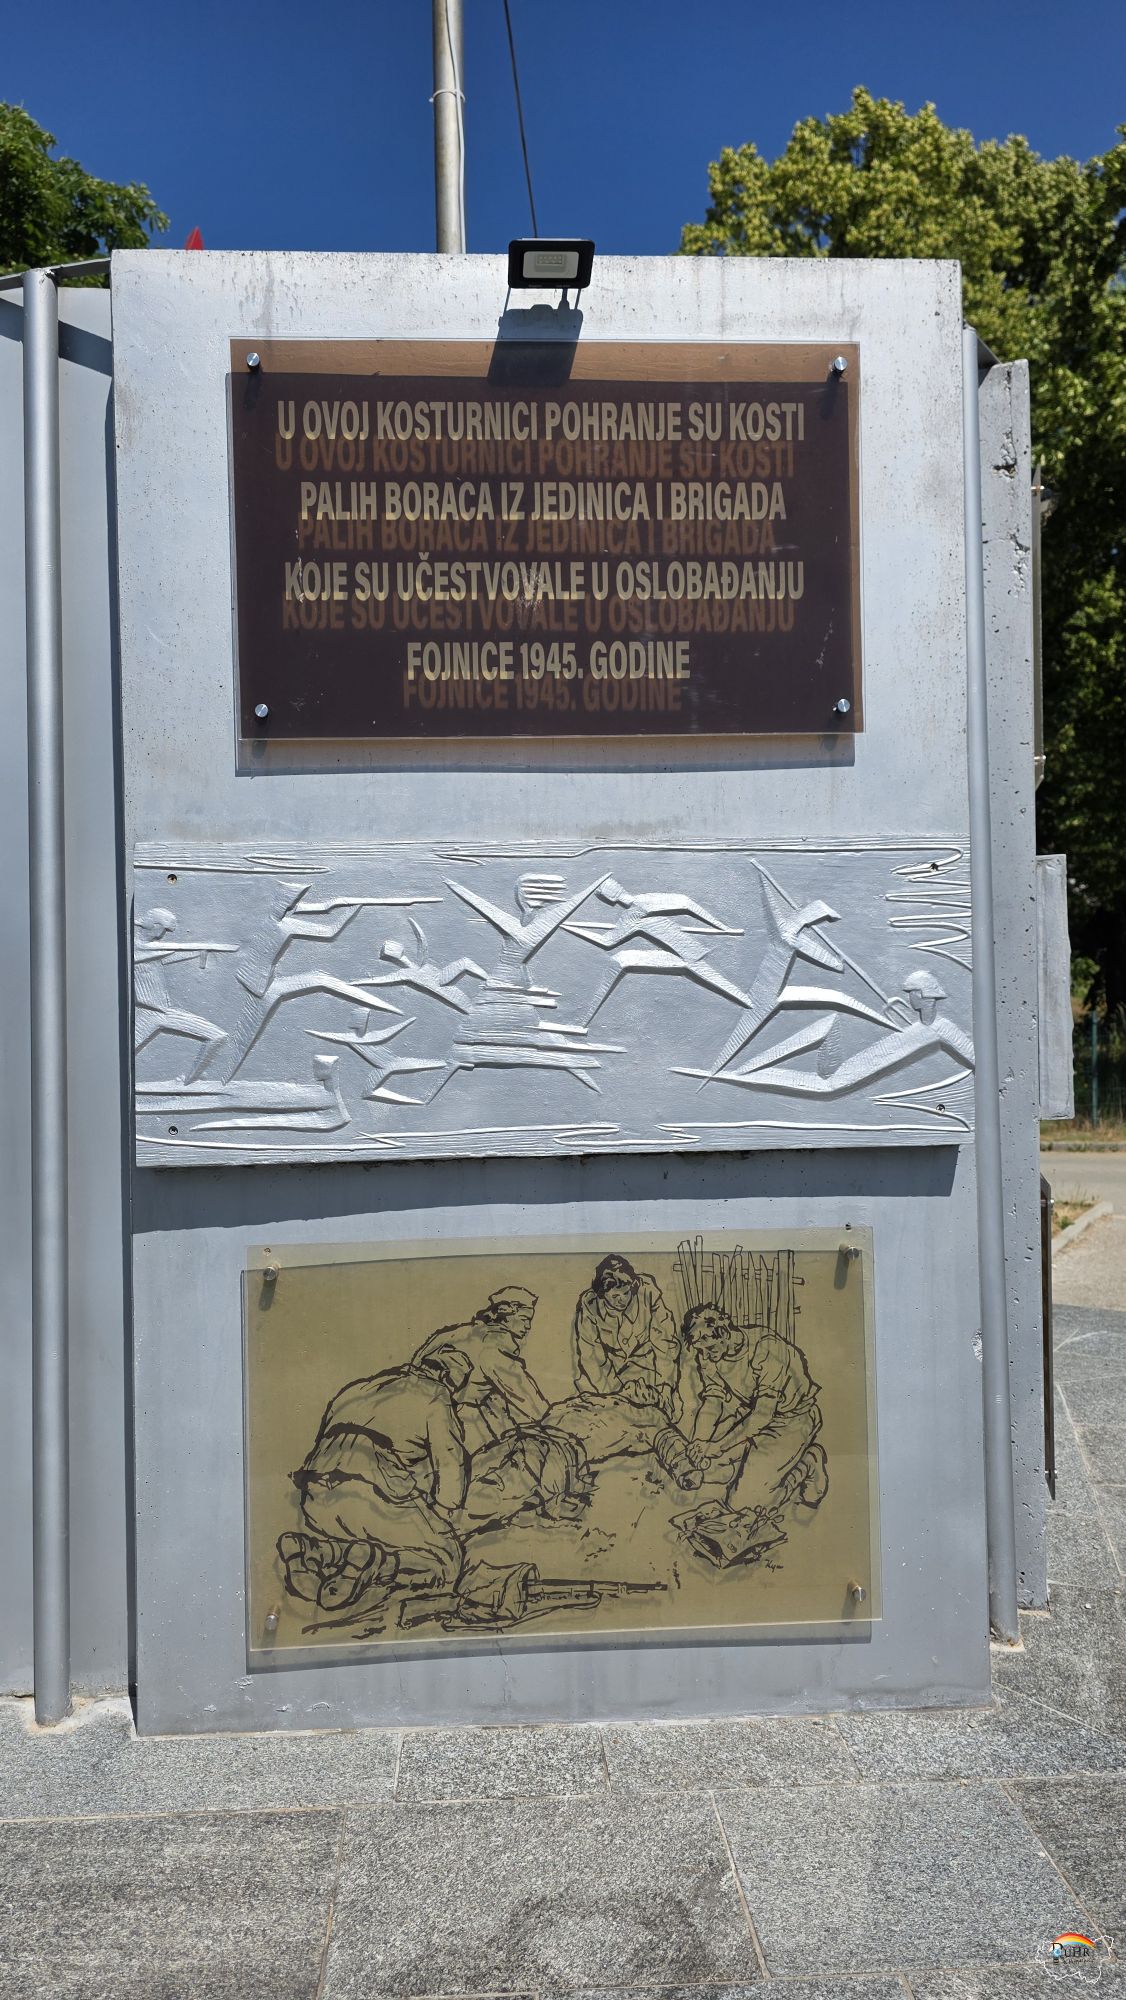 U OVOJ KOSTURNICI POHRANJE SU KOSTI
PALIH BORACA IZ JEDINICA I BRIGADA
KOJE SU UČESTVOVALE U OSLOBAĐANJU
FOJNICE 1945. GODINE